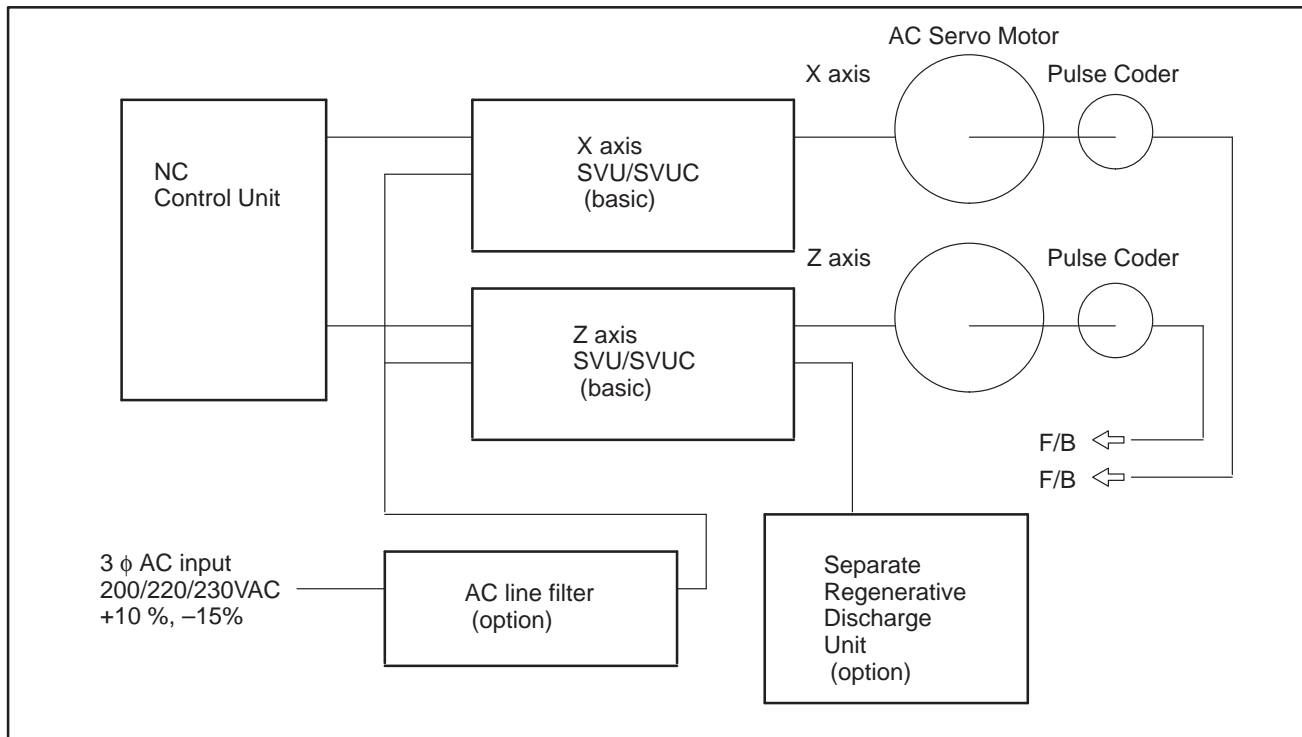 AC Servo Motor
X axis
Pulse Coder
NC
Control Unit
X axis
SVU/SVUC
(basic)
Z axis
Pulse Coder
Z axis
SVU/SVUC
(basic)
F/B
F/B
3 ϕ AC input
200/220/230VAC
+10 %, –15%
AC line filter
(option)
Separate
Regenerative
Discharge
Unit
(option)